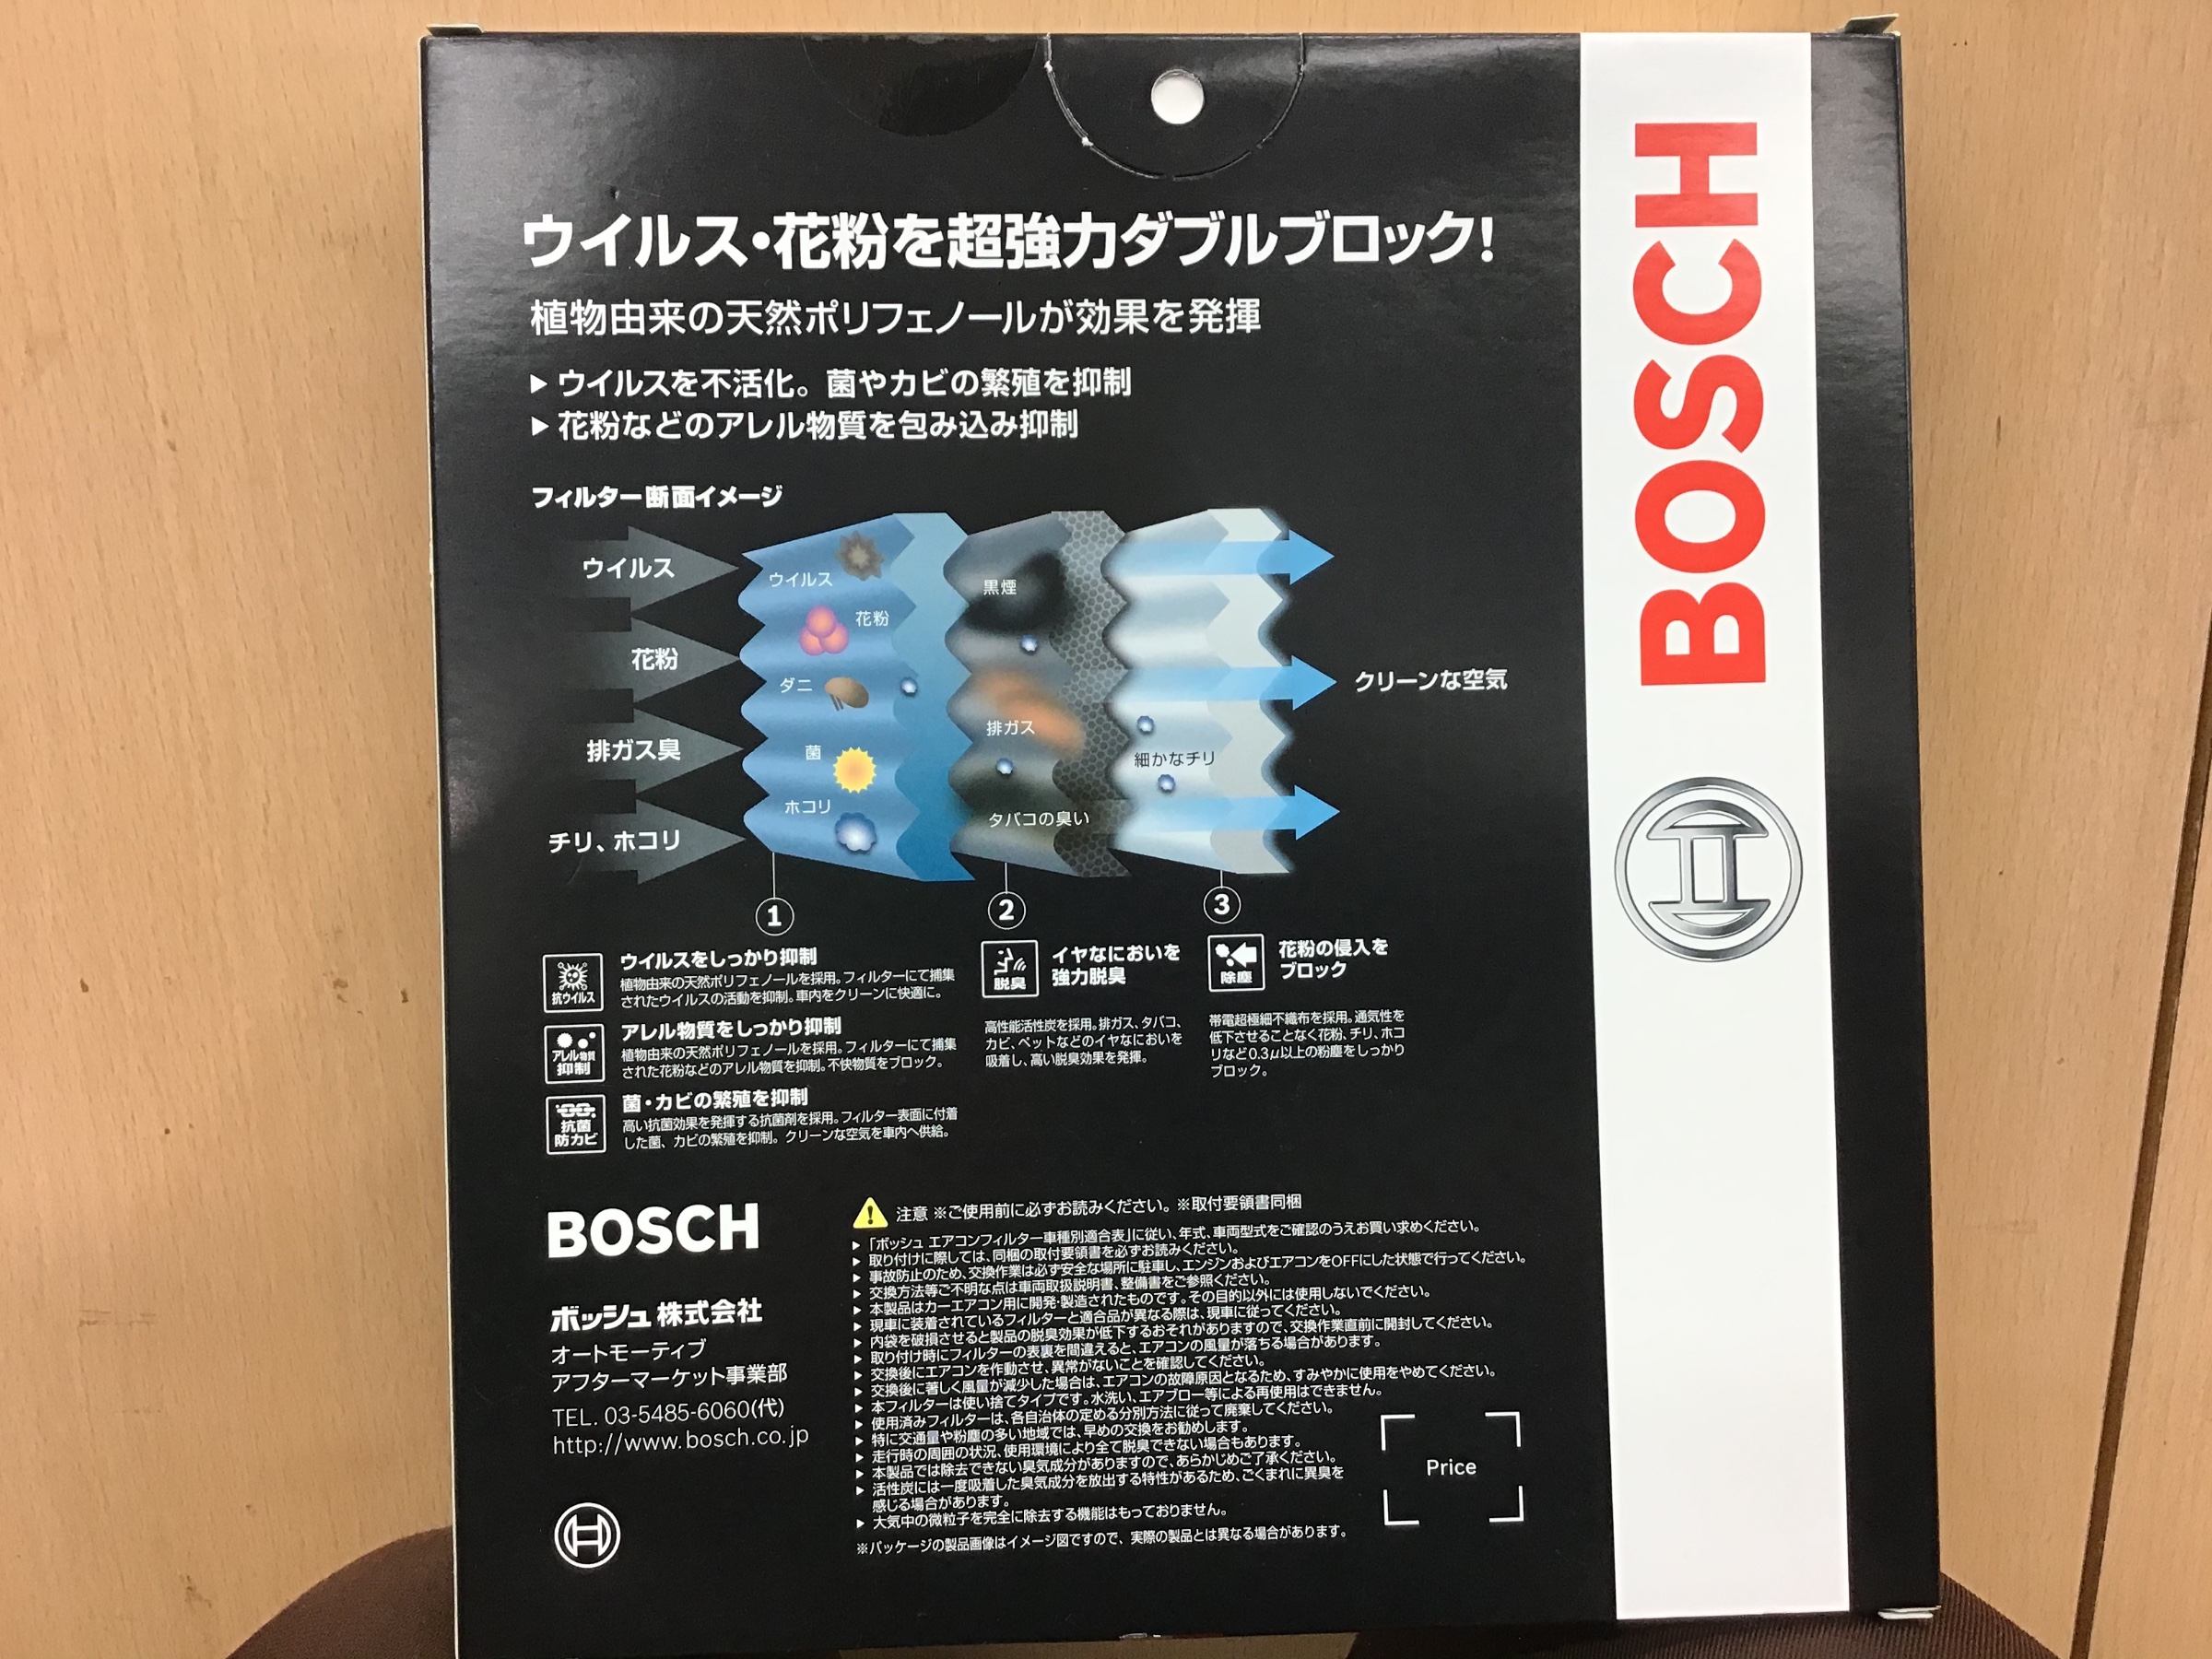 ウイルス・花粉を超強力ダブルブロック!
植物由来の天然ポリフェノールが効果を発揮
▶ ウイルスを不活化。菌やカビの繁殖を抑制
▶ 花粉などのアレル物質を包み込み抑制
フィルター断面イメージ
ウイルス
花粉
排ガス臭
チリ、ホコリ
ウイルス
花粉
ダニ
菌
ホコリ
黒煙
排ガス
タバコの臭い
細かなチリ
クリーンな空気
1
2
3
抗ウイルス
ウイルスをしっかり抑制
植物由来の天然ポリフェノールを採用。フィルターにて捕集
されたウイルスの活動を抑制。車内をクリーンに快適に。
アレル物質
抑制
アレル物質をしっかり抑制
植物由来の天然ポリフェノールを採用。フィルターにて捕集
された花粉などのアレル物質を抑制。不快物質をブロック。
抗菌
防カビ
菌・カビの繁殖を抑制
高い抗菌効果を発揮する抗菌剤を採用。フィルター表面に付着
した菌、カビの繁殖を抑制。クリーンな空気を車内へ供給。
脱臭
イヤなにおいを
強力脱臭
高性能活性炭を採用。排ガス、タバコ、
カビ、ペットなどのイヤなにおいを
吸着し、高い脱臭効果を発揮。
除塵
花粉の侵入を
ブロック
帯電超極細不織布を採用。通気性を
低下させることなく花粉、チリ、ホコ
リなど0.3μ以上の粉塵をしっかり
ブロック。
BOSCH
ボッシュ株式会社
オートモーティブ
アフターマーケット事業部
TEL. 03-5485-6060(代)
http://www.bosch.co.jp
注意 ※ご使用前に必ずお読みください。※取付要領書同梱
▶ 「ボッシュ エアコンフィルター車種別適合表」に従い、年式、車両型式をご確認のうえお買い求めください。
▶ 取り付けに際しては、同梱の取付要領書を必ずお読みください。
▶ 事故防止のため、交換作業は必ず安全な場所に駐車し、エンジンおよびエアコンをOFFにした状態で行ってください。
▶ 交換方法等ご不明な点は車両取扱説明書、整備書をご参照ください。
▶ 本製品はカーエアコン用に開発・製造されたものです。その目的以外には使用しないでください。
▶ 現車に装着されているフィルターと適合品が異なる際は、現車に従ってください。
▶ 内袋を破損させると製品の脱臭効果が低下するおそれがありますので、交換作業直前に開封してください。
▶ 取り付け時にフィルターの表裏を間違えると、エアコンの風量が落ちる場合があります。
▶ 交換後にエアコンを作動させ、異常がないことを確認してください。
▶ 交換後に著しく風量が減少した場合は、エアコンの故障原因となるため、すみやかに使用をやめてください。
▶ 本フィルターは使い捨てタイプです。水洗い、エアブロー等による再使用はできません。
▶ 使用済みフィルターは、各自治体の定める分別方法に従って廃棄してください。
▶ 特に交通量や粉塵の多い地域では、早めの交換をお勧めします。
▶ 走行時の周囲の状況、使用環境により全て脱臭できない場合もあります。
▶ 本製品では除去できない臭気成分がありますので、あらかじめご了承ください。
▶ 活性炭には一度吸着した臭気成分を放出する特性があるため、ごくまれに異臭を
感じる場合があります。
▶ 大気中の微粒子を完全に除去する機能はもっておりません。
※パッケージの製品画像はイメージ図ですので、実際の製品とは異なる場合があります。
Price
BOSCH